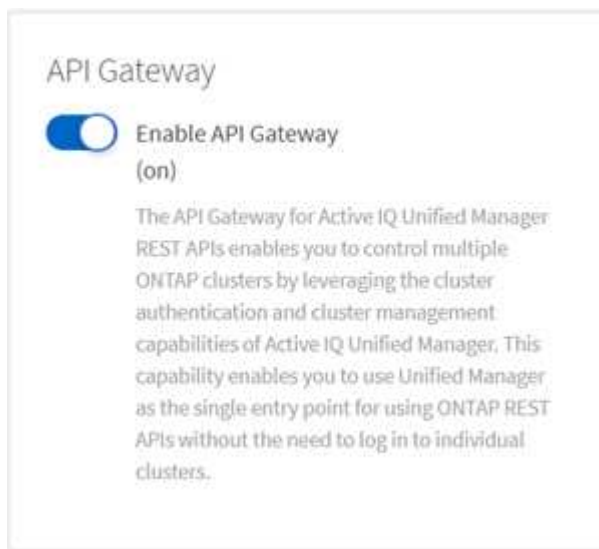 API Gateway
Enable API Gateway
(on)
The API Gateway for Active IQ Unified Manager
REST APIs enables you to control multiple
ONTAP clusters by leveraging the cluster
authentication and cluster management
capabilities of Active IQ Unified Manager. This
capability enables you to use Unified Manager
as the single entry point for using ONTAP REST
APIs without the need to log in to individual
clusters.